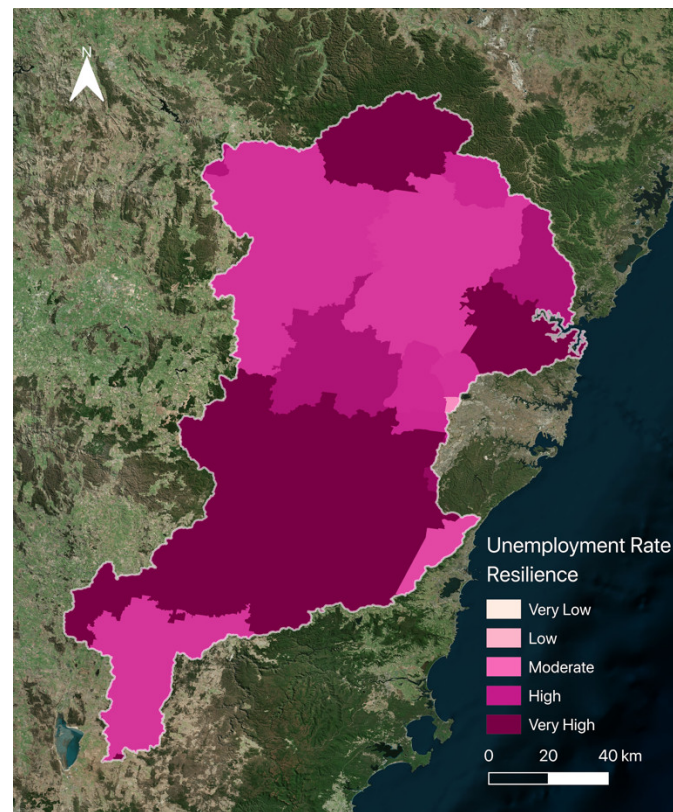 N
Unemployment Rate
Resilience
Very Low
Low
Moderate
High
Very High
0 20 40 km